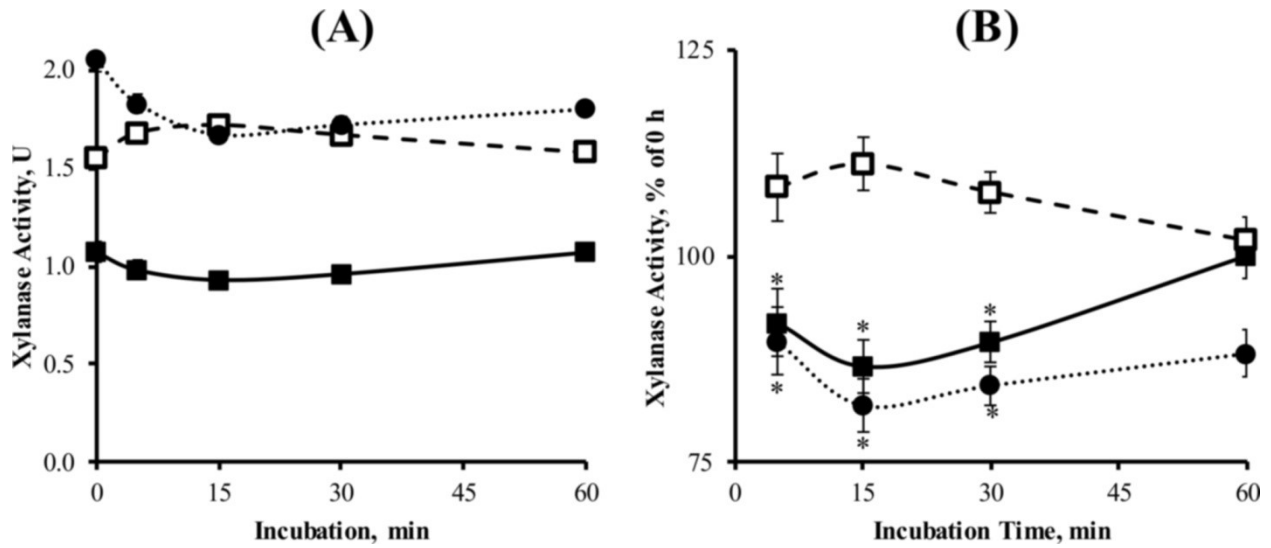 (A)
Xylanase Activity, U
2.0
1.5
1.0
0.5
0.0
0 15 30 45 60
Incubation, min
(B)
Xylanase Activity, % of 0 h
125
100
75
* * *
* * *
0 15 30 45 60
Incubation Time, min